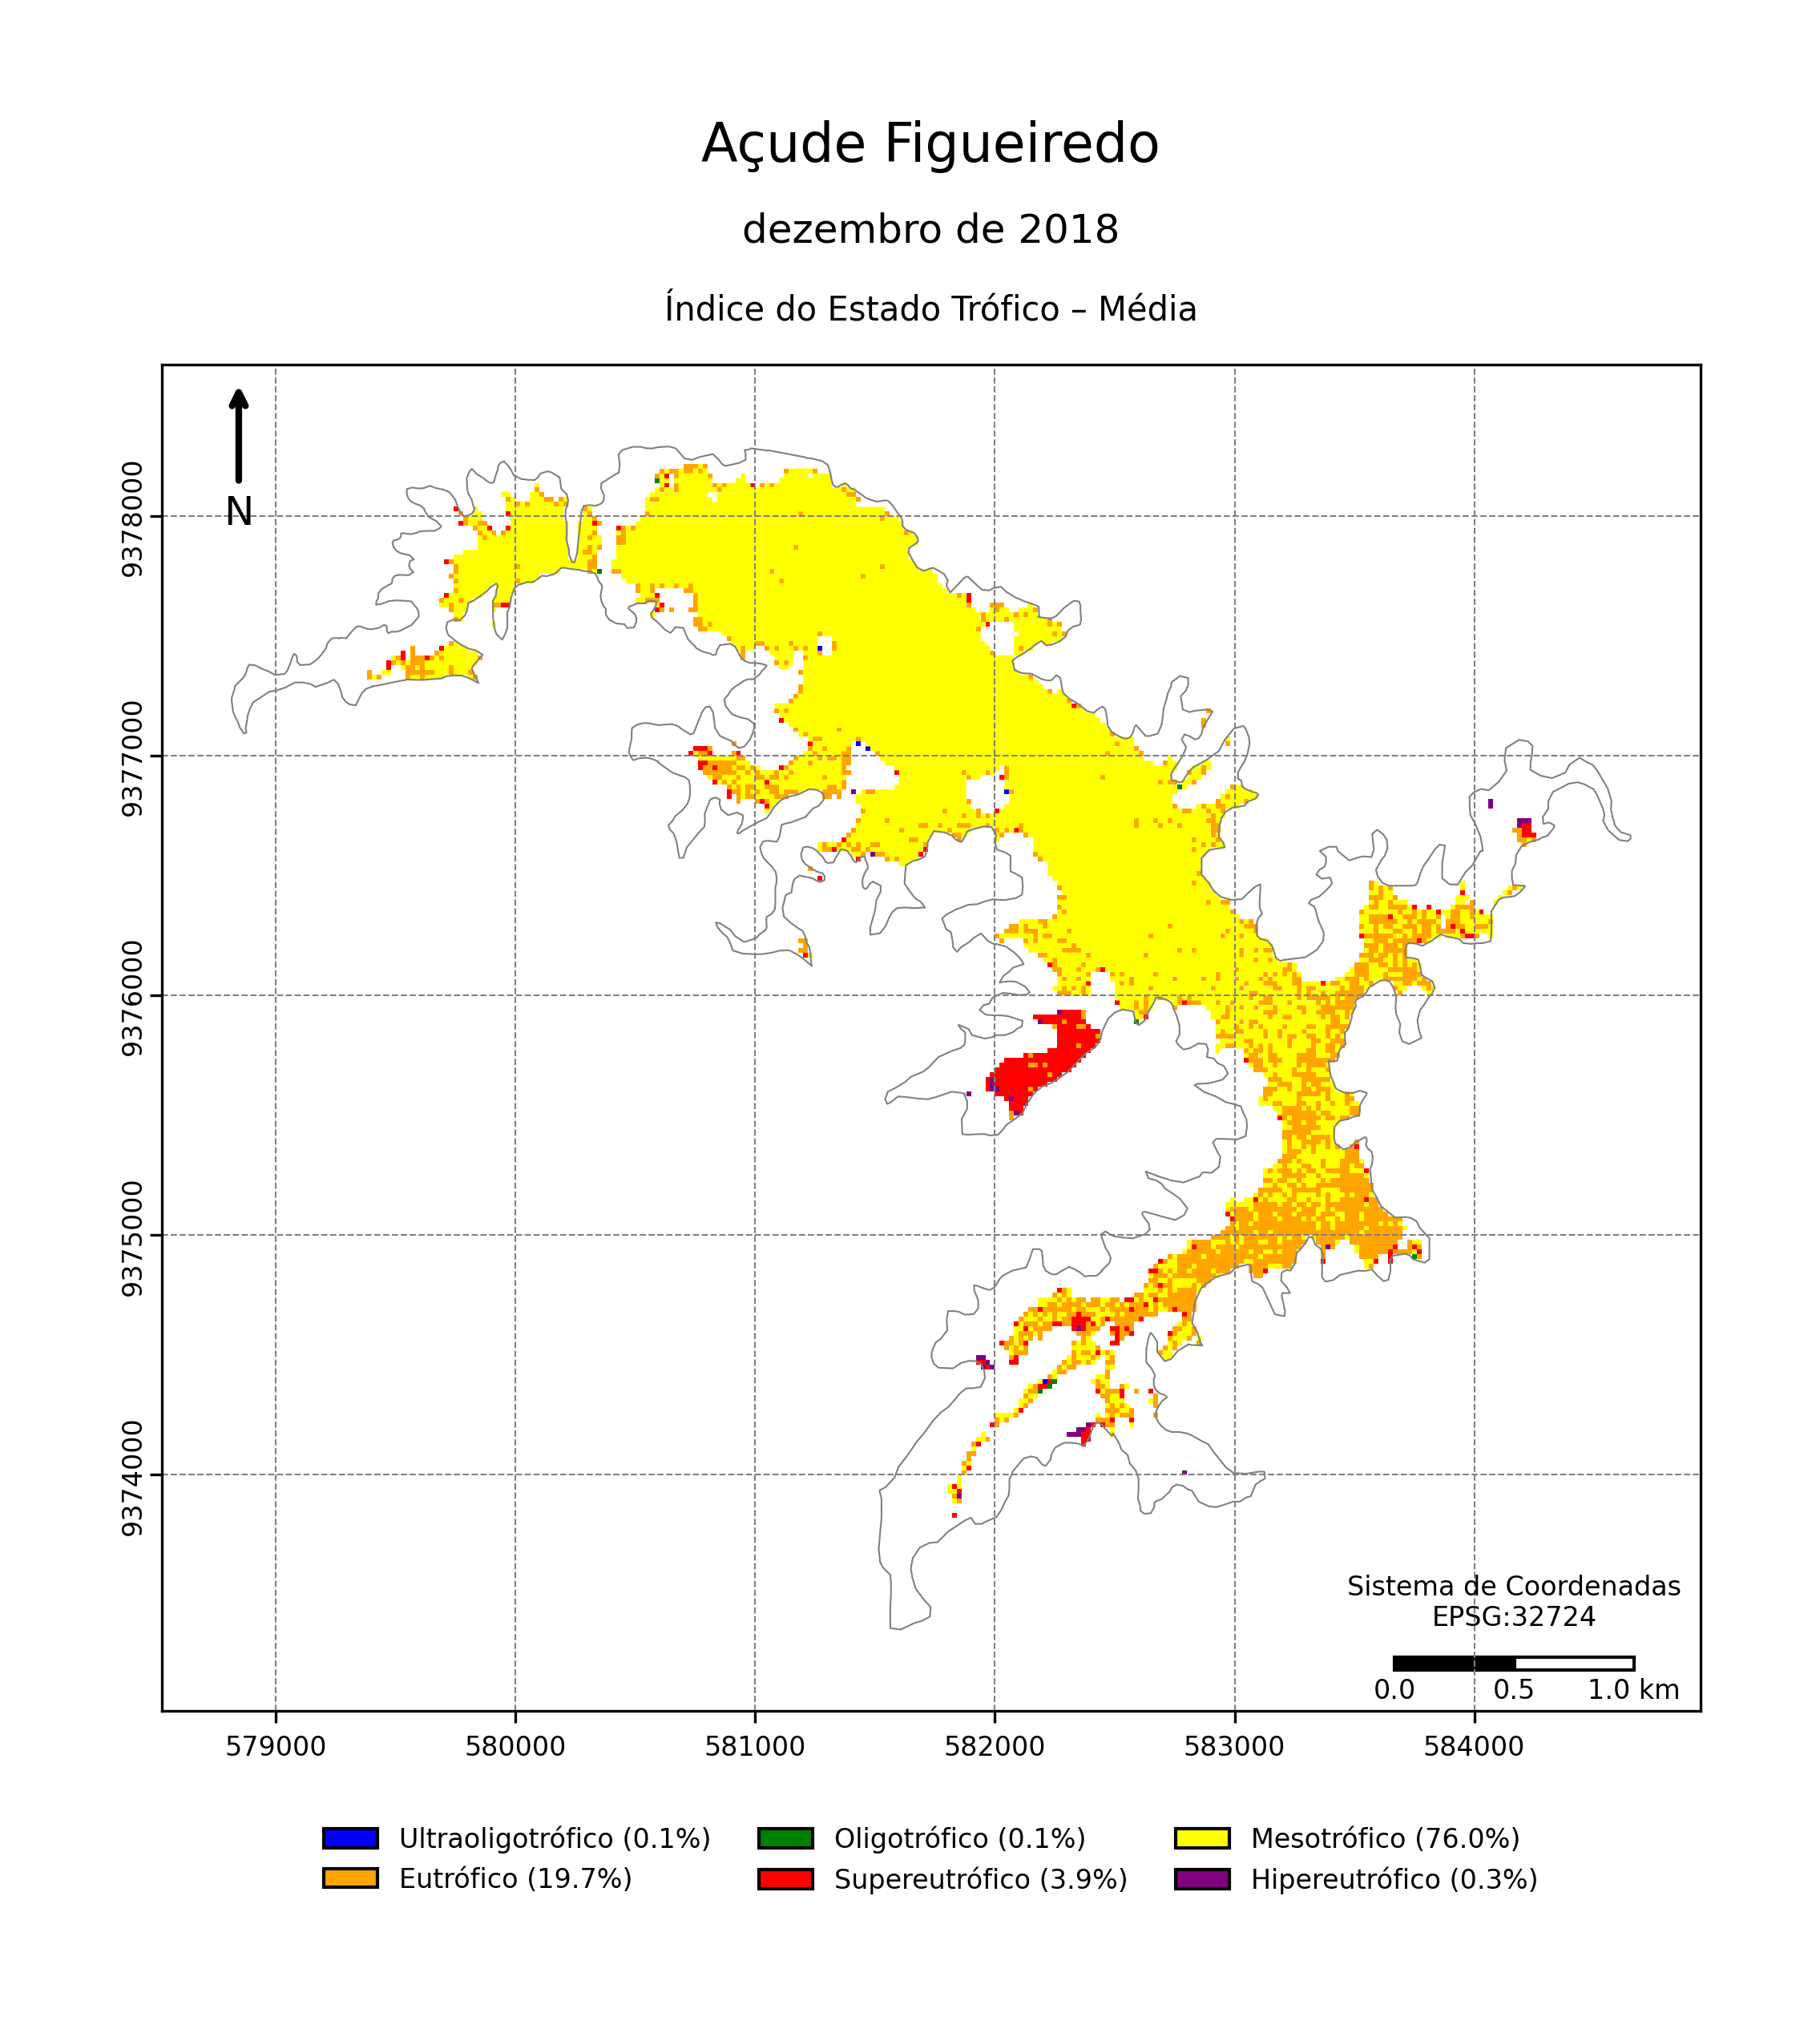 Açude Figueiredo
dezembro de 2018
Índice do Estado Trófico – Média
N
9378000
9377000
9376000
9375000
9374000
Sistema de Coordenadas
EPSG:32724
0.0 0.5 1.0 km
579000 580000 581000 582000 583000 584000
Ultraoligotrófico (0.1%) Oligotrófico (0.1%) Mesotrófico (76.0%)
Eutrófico (19.7%) Supereutrófico (3.9%) Hipereutrófico (0.3%)